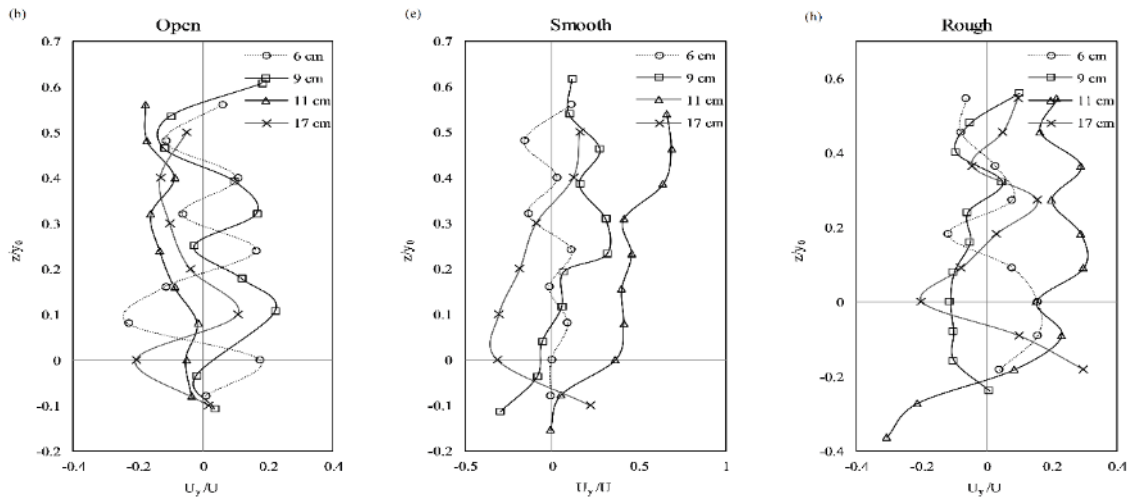 (b)
Open
0.7
0.6
0.5
0.4
0.3
0.2
0.1
0
-0.1
-0.2
z/y0
-0.4 -0.2 0 0.2 0.4
Uy/U
6 cm
9 cm
11 cm
17 cm
(e)
Smooth
0.7
0.6
0.5
0.4
0.3
0.2
0.1
0
-0.1
-0.2
z/y0
-0.5 0 0.5 1
Uy/U
6 cm
9 cm
11 cm
17 cm
(h)
Rough
0.6
0.4
0.2
0
-0.2
-0.4
z/y0
-0.4 -0.2 0 0.2 0.4
Uy/U
6 cm
9 cm
11 cm
17 cm